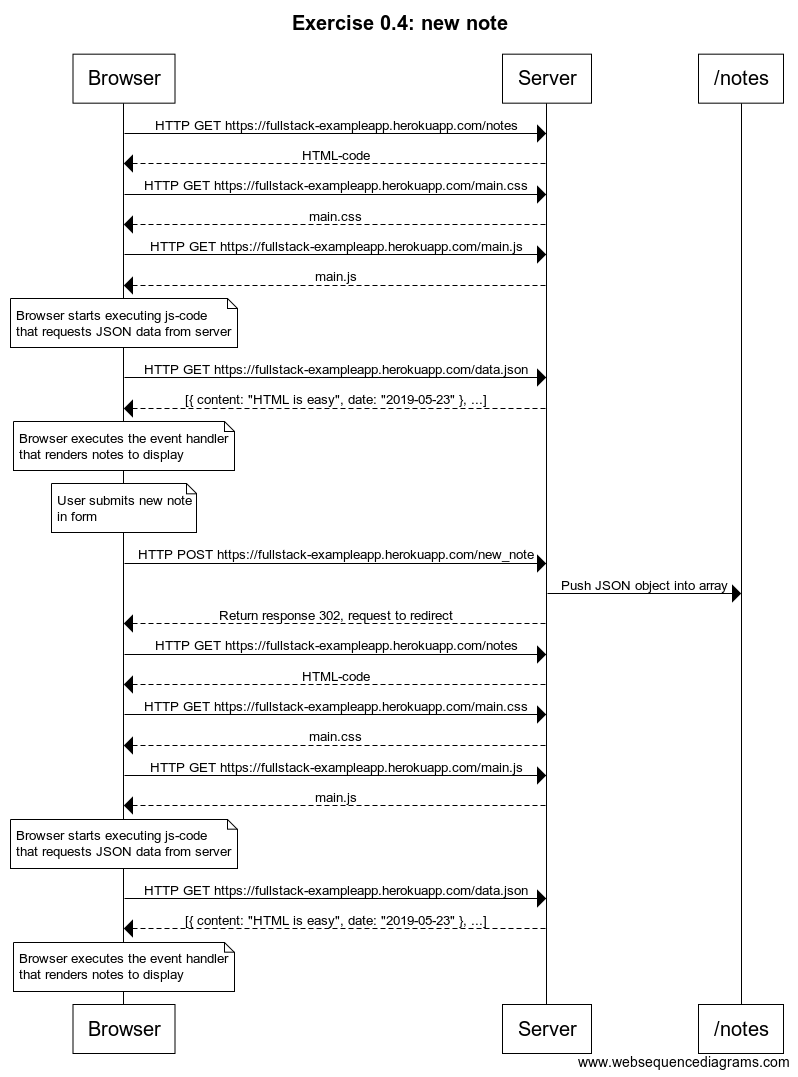 Exercise 0.4: new note
Browser
Server
/notes
HTTP GET https://fullstack-exampleapp.herokuapp.com/notes
HTML-code
HTTP GET https://fullstack-exampleapp.herokuapp.com/main.css
main.css
HTTP GET https://fullstack-exampleapp.herokuapp.com/main.js
main.js
Browser starts executing js-code
that requests JSON data from server
HTTP GET https://fullstack-exampleapp.herokuapp.com/data.json
[{ content: "HTML is easy", date: "2019-05-23" }, ...]
Browser executes the event handler
that renders notes to display
User submits new note
in form
HTTP POST https://fullstack-exampleapp.herokuapp.com/new_note
Push JSON object into array
Return response 302, request to redirect
HTTP GET https://fullstack-exampleapp.herokuapp.com/notes
HTML-code
HTTP GET https://fullstack-exampleapp.herokuapp.com/main.css
main.css
HTTP GET https://fullstack-exampleapp.herokuapp.com/main.js
main.js
Browser starts executing js-code
that requests JSON data from server
HTTP GET https://fullstack-exampleapp.herokuapp.com/data.json
[{ content: "HTML is easy", date: "2019-05-23" }, ...]
Browser executes the event handler
that renders notes to display
Browser
Server
/notes
www.websequencediagrams.com